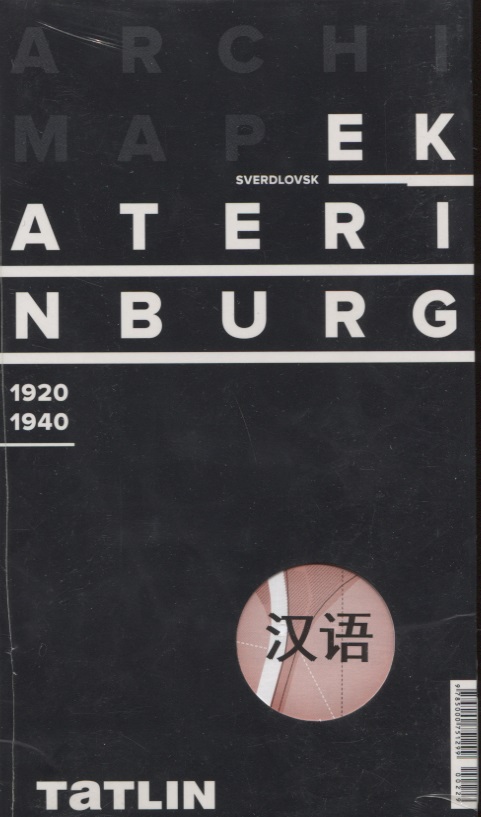 ARCHI
MAP EK
SVERDLOVSK
ATERI
NBURG
1920
1940
汉语
TaTLIN